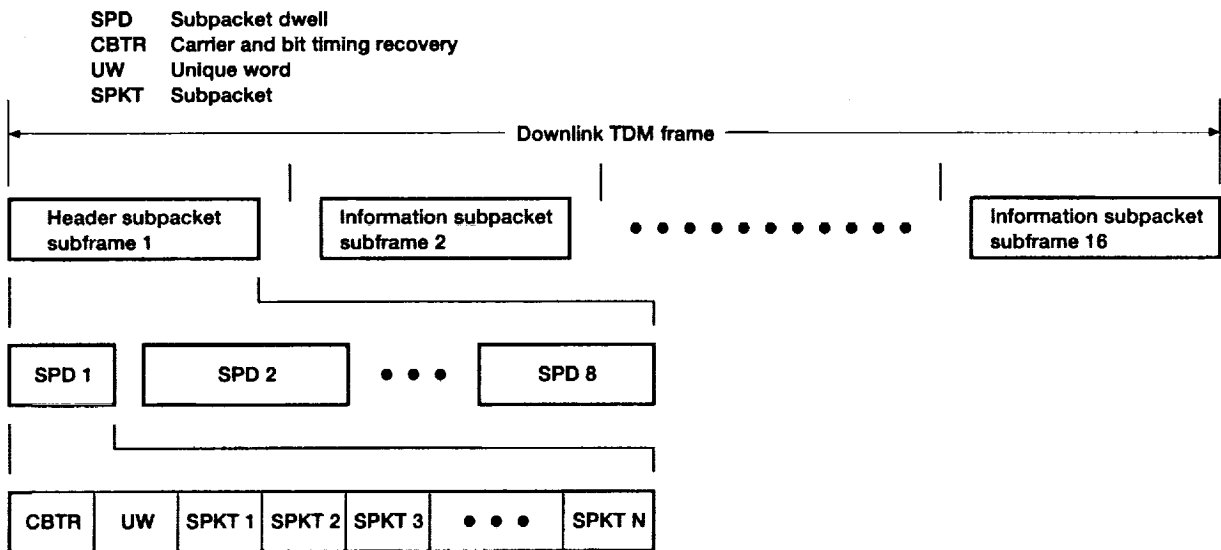 SPD Subpacket dwell
CBTR Carrier and bit timing recovery
UW Unique word
SPKT Subpacket
Downlink TDM frame
Header subpacket
subframe 1
Information subpacket
subframe 2
Information subpacket
subframe 16
SPD 1 SPD 2 SPD 8
CBTR UW SPKT 1 SPKT 2 SPKT 3 SPKT N